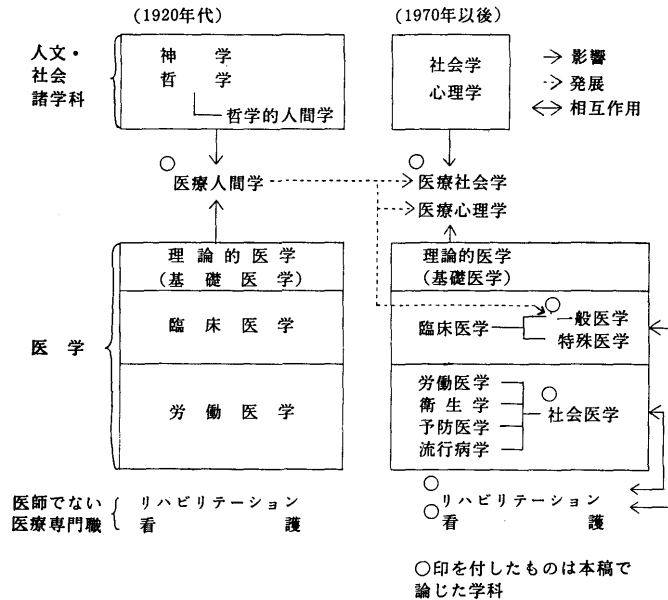 (1920年代)
(1970年以後)
人文・
社会
諸学科
神学
哲学
哲学的人間学
社会学
心理学
→ 影響
⇢ 発展
↔ 相互作用
○
医療人間学
○
医療社会学
医療心理学
医学
理論的医学
(基礎医学)
臨床医学
労働医学
理論的医学
(基礎医学)
臨床医学
○
一般医学
特殊医学
労働医学
衛生学
予防医学
流行病学
○
社会医学
医師でない
医療専門職
リハビリテーション
看護
○
リハビリテーション
○
看護
○印を付したものは本稿で
論じた学科